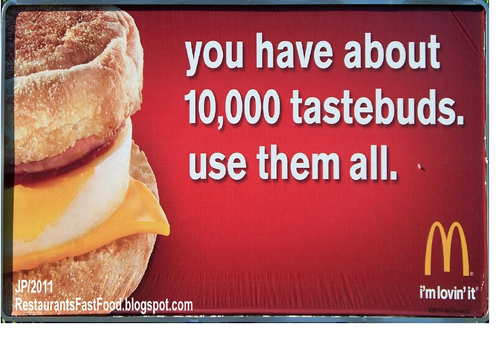 you have about
10,000 tastebuds.
use them all.
i'm lovin' it®
JP/2011
RestaurantsFastFood.blogspot.com